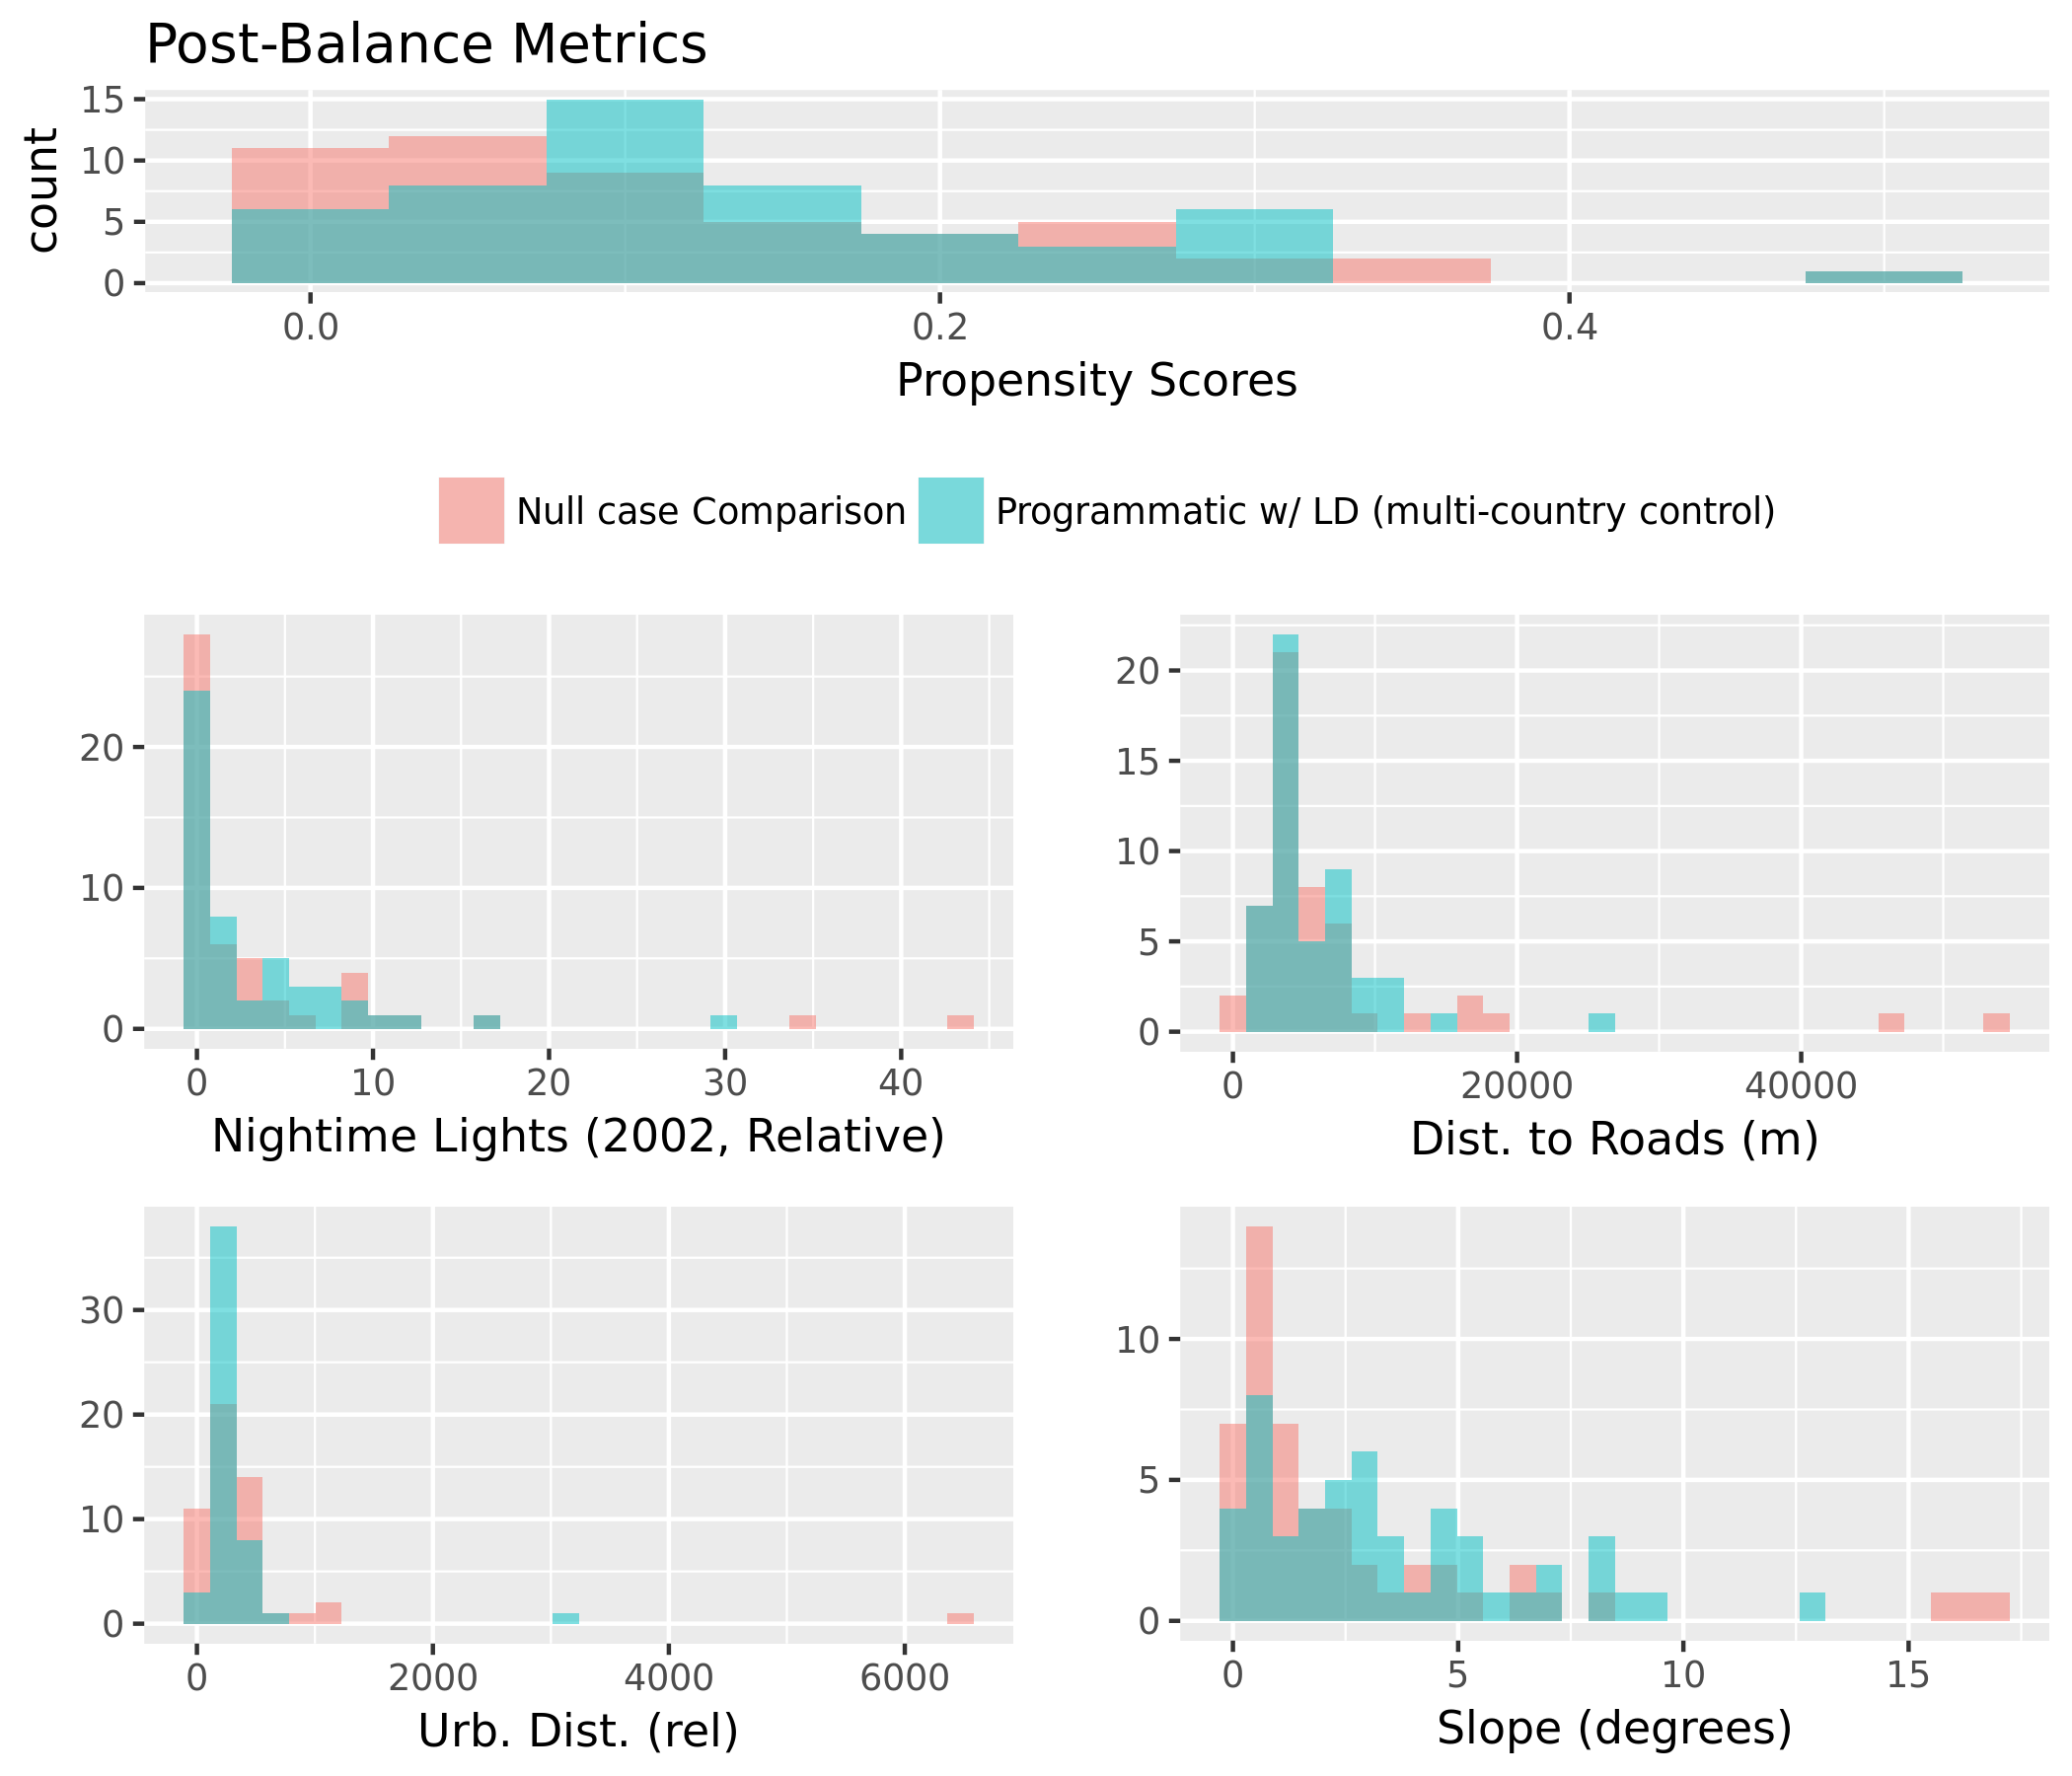 Post-Balance Metrics
count
15
10
5
0
0.0 0.2 0.4
Propensity Scores
Null case Comparison Programmatic w/ LD (multi-country control)
20
10
0
0 10 20 30 40
Nightime Lights (2002, Relative)
20
15
10
5
0
0 20000 40000
Dist. to Roads (m)
30
20
10
0
0 2000 4000 6000
Urb. Dist. (rel)
10
5
0
0 5 10 15
Slope (degrees)